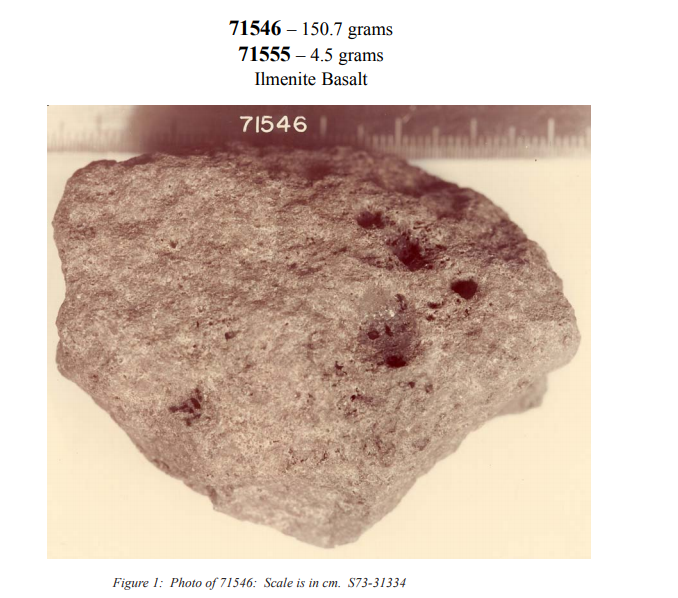 71546 – 150.7 grams
71555 – 4.5 grams
Ilmenite Basalt
71546
Figure 1:  Photo of 71546:  Scale is in cm.  S73-31334